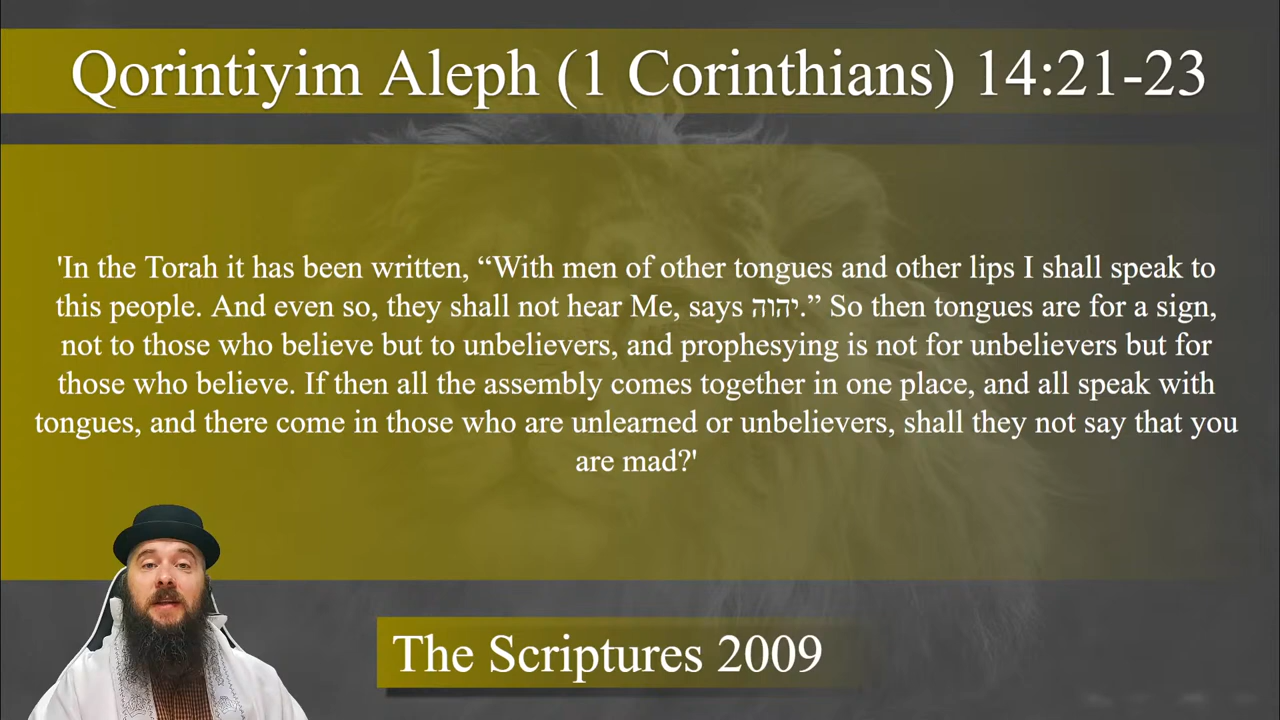 Qorintiyim Aleph (1 Corinthians) 14:21-23
'In the Torah it has been written, “With men of other tongues and other lips I shall speak to
this people. And even so, they shall not hear Me, says יהוה.” So then tongues are for a sign,
not to those who believe but to unbelievers, and prophesying is not for unbelievers but for
those who believe. If then all the assembly comes together in one place, and all speak with
tongues, and there come in those who are unlearned or unbelievers, shall they not say that you
are mad?'
The Scriptures 2009